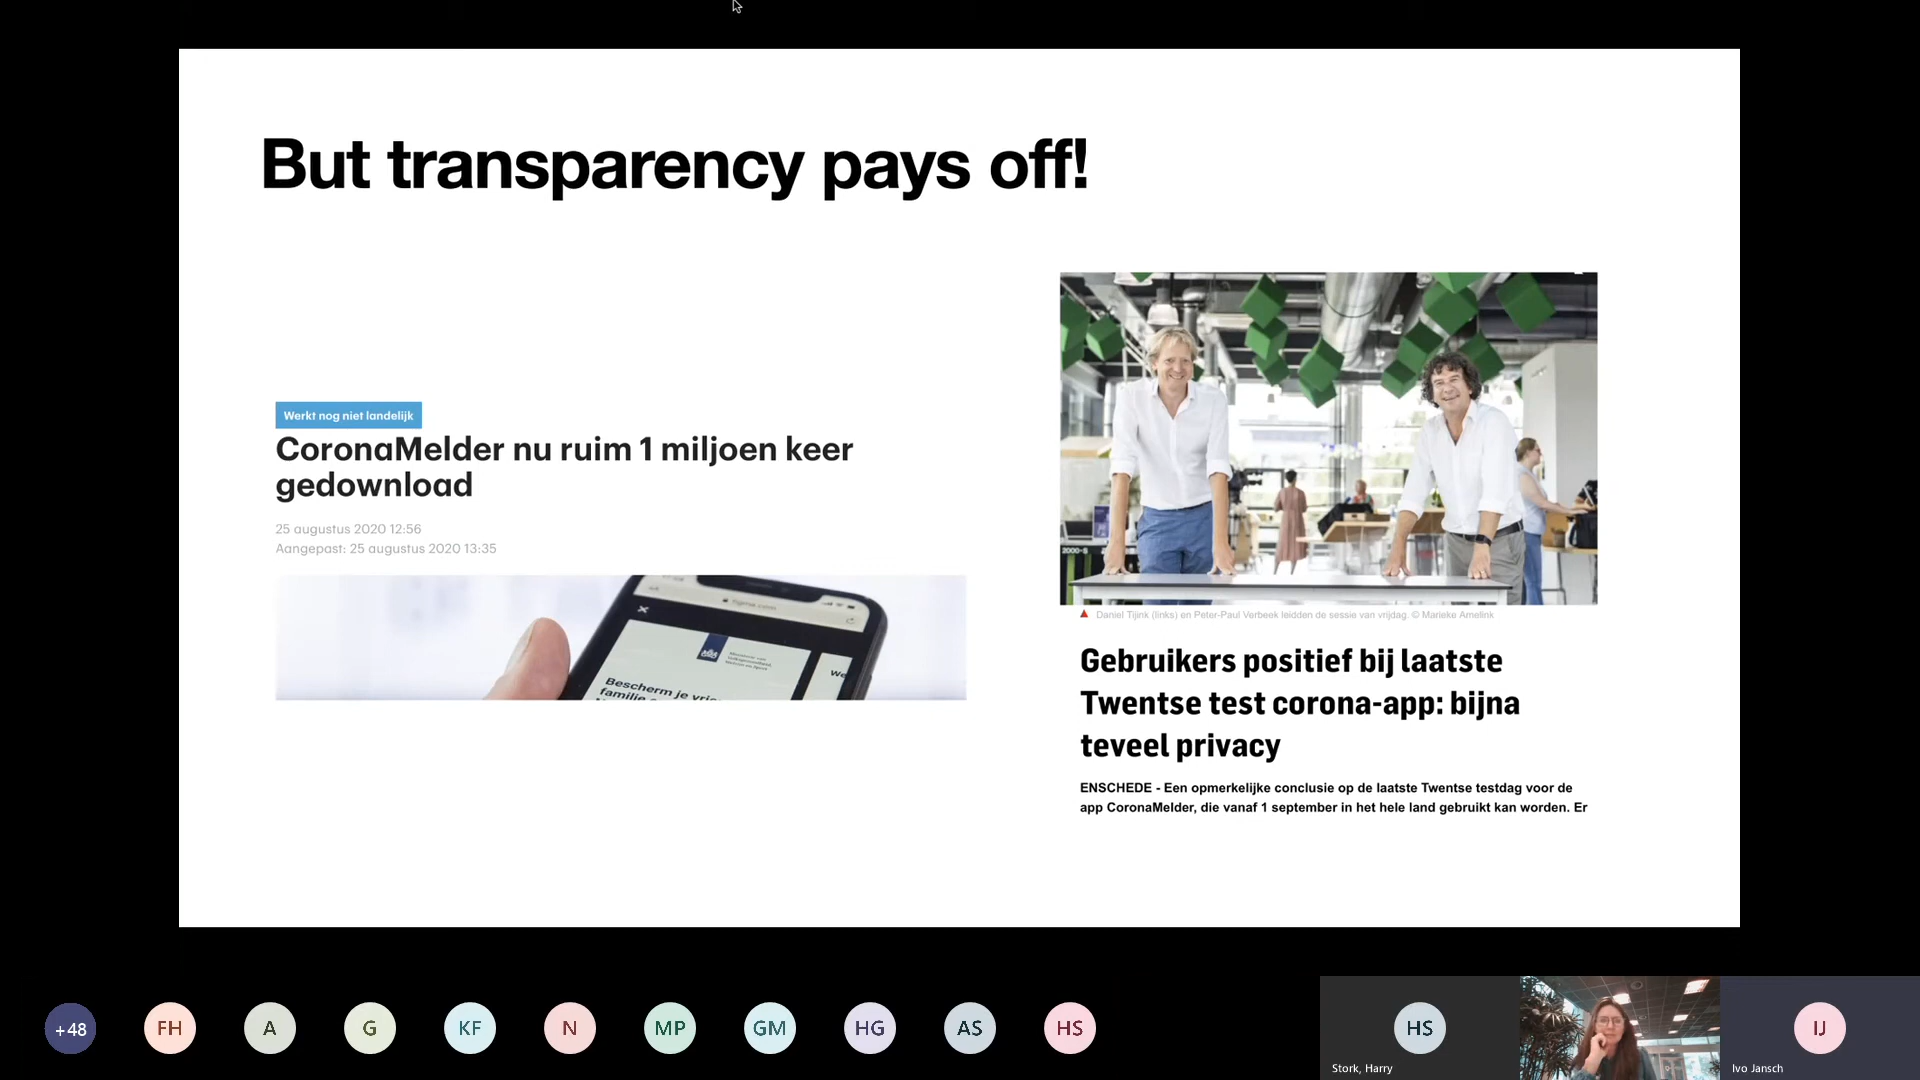 But transparency pays off!
Werkt nog niet landelijk
CoronaMelder nu ruim 1 miljoen keer
gedownload
25 augustus 2020 12:56
Aangepast: 25 augustus 2020 13:35
figma.com
Bescherm je
familie
We
2000-S
Daniel Tijink (links) en Peter-Paul Verbeek leidden de sessie van vrijdag. © Marieke Amelink
Gebruikers positief bij laatste
Twentse test corona-app: bijna
teveel privacy
ENSCHEDE - Een opmerkelijke conclusie op de laatste Twentse testdag voor de
app CoronaMelder, die vanaf 1 september in het hele land gebruikt kan worden. Er
+48
FH
A
G
KF
N
MP
GM
HG
AS
HS
HS
Stork, Harry
IJ
Ivo Jansch